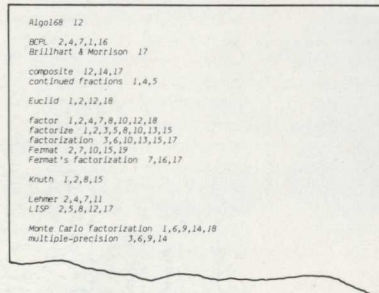 Algol68 12
BCPL 2,4,7,1,16
Brillhart & Morrison 17
composite 12,14,17
continued fractions 1,4,5
Euclid 1,2,12,18
factor 1,2,4,7,8,10,12,18
factorize 1,2,3,5,8,10,13,15
factorization 3,6,10,13,15,17
Fermat 2,7,10,15,19
Fermat's factorization 7,16,17
Knuth 1,2,8,15
Lehmer 2,4,7,11
LISP 2,5,8,12,17
Monte Carlo factorization 1,6,9,14,18
multiple-precision 3,6,9,14